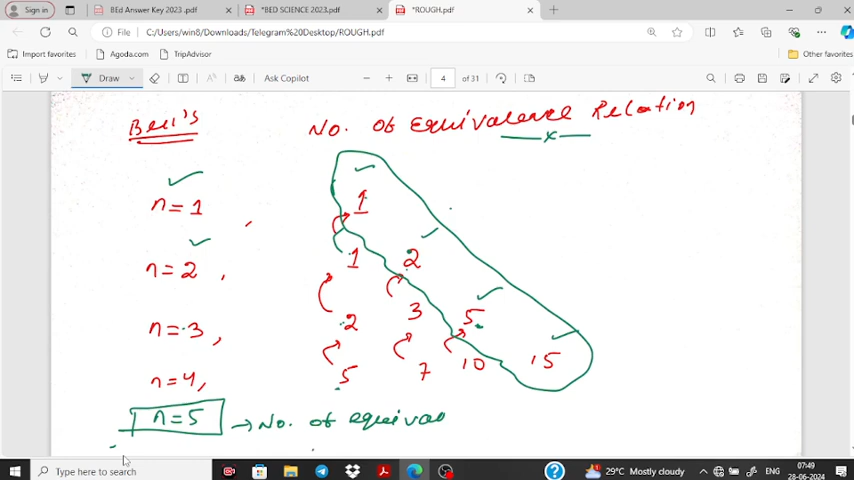 Sign in
BEd Answer Key 2023 .pdf
*BED SCIENCE 2023.pdf
*ROUGH.pdf
File
C:/Users/win8/Downloads/Telegram%20Desktop/ROUGH.pdf
Import favorites
Agoda.com
TripAdvisor
Other favorites
Draw
Ask Copilot
4 of 31
Bell's
No. of Equivalence Relation
n=1
1
n=2,
1 2
n=3,
2 3 5
n=4,
5 7 10 15
n=5 → No. of equivae
Type here to search
29°C Mostly cloudy
ENG
07:49
28-06-2024